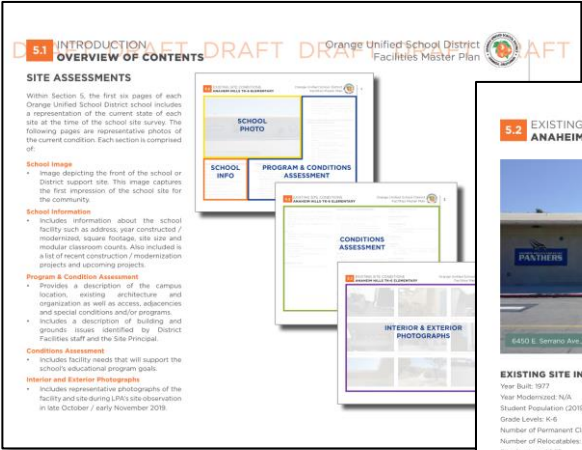 DRAFT DRAFT DRAFT DRAFT DRAFT
5.1 INTRODUCTION
OVERVIEW OF CONTENTS
Orange Unified School District
Facilities Master Plan
SITE ASSESSMENTS
Within Section 5, the first six pages of each
Orange Unified School District school includes
a representation of the current state of each
site at the time of the school site survey. The
following pages are representative photos of
the current condition. Each section is comprised
of:
School Image
• Image depicting the front of the school or
District support site. This image captures
the first impression of the school site for
the community.
School Information
• Includes information about the school
facility such as address, year constructed /
modernized, square footage, site size and
modular classroom counts. Also included is
a list of recent construction / modernization
projects and upcoming projects.
Program & Condition Assessment
• Provides a description of the campus
location, existing architecture and
organization as well as access, adjacencies
and special conditions and/or programs.
• Includes a description of building and
grounds issues identified by District
Facilities staff and the Site Principal.
Conditions Assessment
• Includes facility needs that will support the
school's educational program goals.
Interior and Exterior Photographs
• Includes representative photographs of the
facility and site during LPA's site observation
in late October / early November 2019.
SCHOOL
PHOTO
SCHOOL
INFO
PROGRAM & CONDITIONS
ASSESSMENT
CONDITIONS
ASSESSMENT
INTERIOR & EXTERIOR
PHOTOGRAPHS
5.2 EXISTING
ANAHEIM
PANTHERS
6450 E. Serrano Ave.,
EXISTING SITE IN
Year Built: 1977
Year Modernized: N/A
Student Population (2019
Grade Levels: K-6
Number of Permanent Cl
Number of Relocatables: